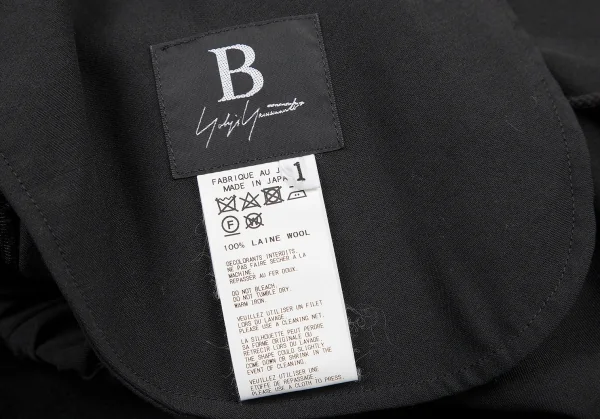 B
Yohji Yamamoto
FABRIQUE AU J
MADE IN JAPA
1
F
W
100% LAINE WOOL
DECOLORANTS INTERDITS.
NE PAS FAIRE SECHER A LA
MACHINE.
REPASSER AU FER DOUX.
DO NOT BLEACH.
DO NOT TUMBLE DRY.
WARM IRON.
VEUILLEZ UTILISER UN FILET
LORS DU LAVAGE.
PLEASE USE A CLEANING NET.
LA SILHOUETTE PEUT PERDRE
SA FORME ORIGINALE OU
RETRECIR LORS DU LAVAGE.
THE SHAPE COULD SLIGHTLY
COME DOWN OR SHRINK IN THE
EVENT OF CLEANING.
VEUILLEZ UTILISER UNE
ETOFFE DE REPASSAGE.
PLEASE USE A CLOTH TO PRESS.